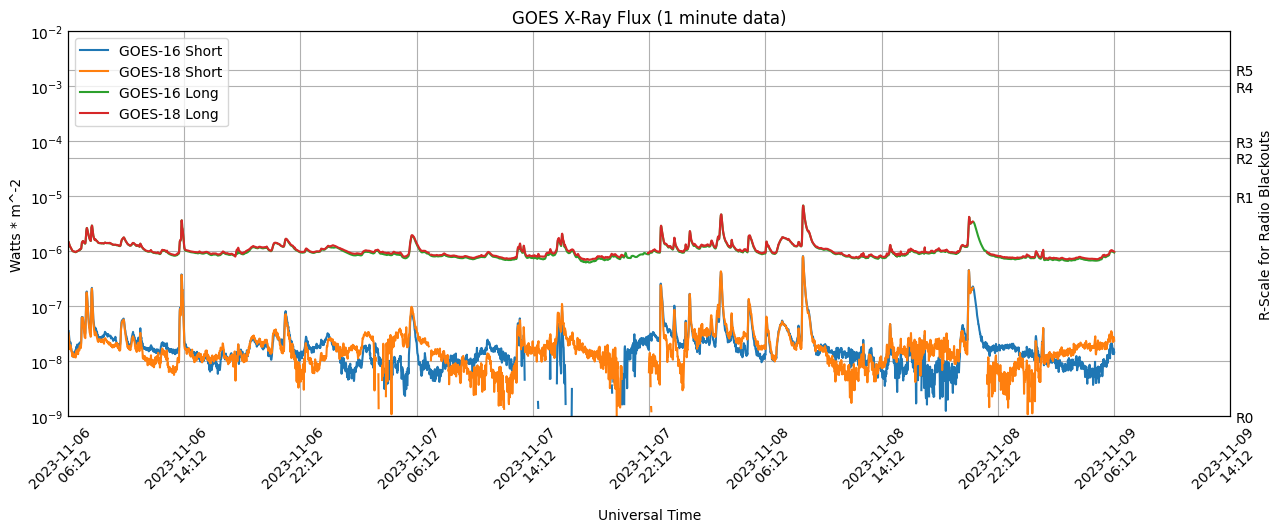 GOES X-Ray Flux (1 minute data)
GOES-16 Short
GOES-18 Short
GOES-16 Long
GOES-18 Long
Watts * m^-2
10⁻²
10⁻³
10⁻⁴
10⁻⁵
10⁻⁶
10⁻⁷
10⁻⁸
10⁻⁹
R5
R4
R3
R2
R1
R0
R-Scale for Radio Blackouts
2023-11-06
06:12
2023-11-06
14:12
2023-11-06
22:12
2023-11-07
06:12
2023-11-07
14:12
2023-11-07
22:12
2023-11-08
06:12
2023-11-08
14:12
2023-11-08
22:12
2023-11-09
06:12
2023-11-09
14:12
Universal Time